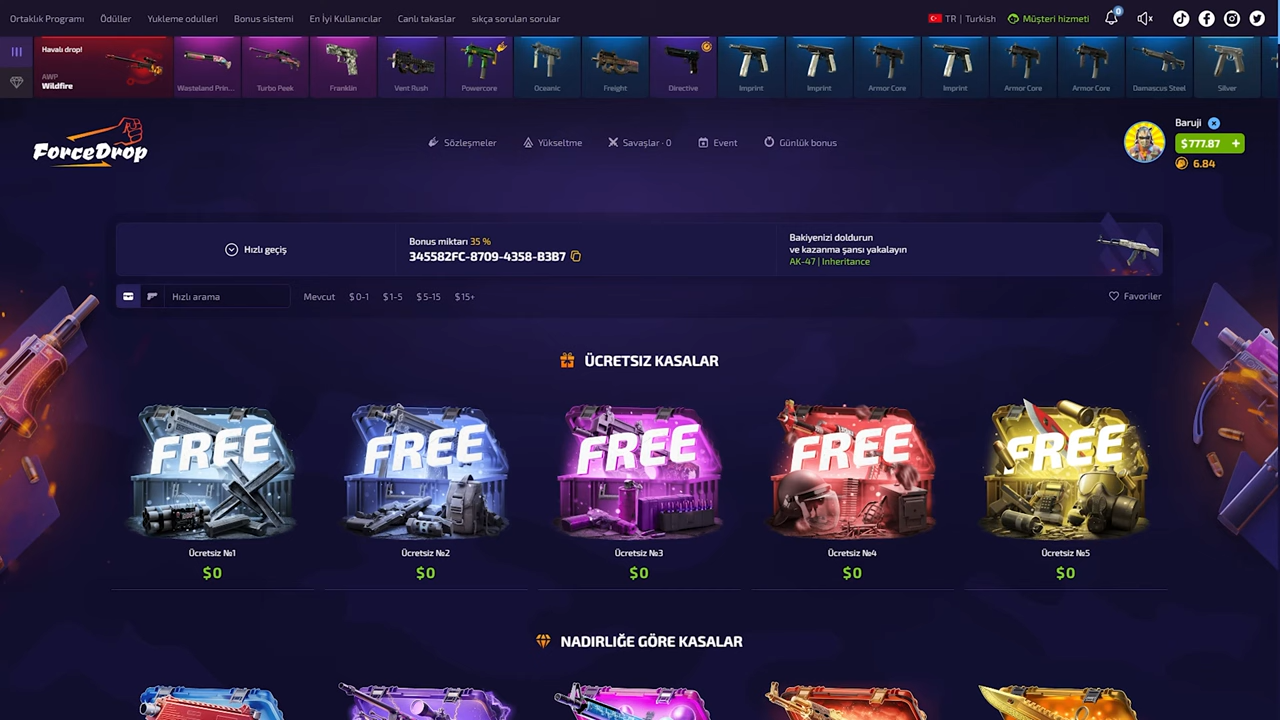 Ortaklık Programı Ödüller Yukleme odulleri Bonus sistemi En İyi Kullanıcılar Canlı takaslar sıkça sorulan sorular TR | Turkish Müşteri hizmeti 0
Havalı drop!
AWP
Wildfire
Wasteland Prin... Turbo Peek Franklin Vent Rush Powercore Oceanic Freight Directive Imprint Imprint Armor Core Imprint Armor Core Armor Core Damascus Steel Silver
ForceDrop
Sözleşmeler Yükseltme Savaşlar · 0 Event Günlük bonus
Baruji
$ 777.87 +
6.84
Hızlı geçiş
Bonus miktarı 35 %
345582FC-8709-4358-B3B7
Bakiyenizi doldurun
ve kazanma şansı yakalayın
AK-47 | Inheritance
Hızlı arama Mevcut $ 0-1 $ 1-5 $ 5-15 $ 15+ Favoriler
ÜCRETSIZ KASALAR
FREE FREE FREE FREE FREE
Ücretsiz №1 Ücretsiz №2 Ücretsiz №3 Ücretsiz №4 Ücretsiz №5
$0 $0 $0 $0 $0
NADIRLIĞE GÖRE KASALAR